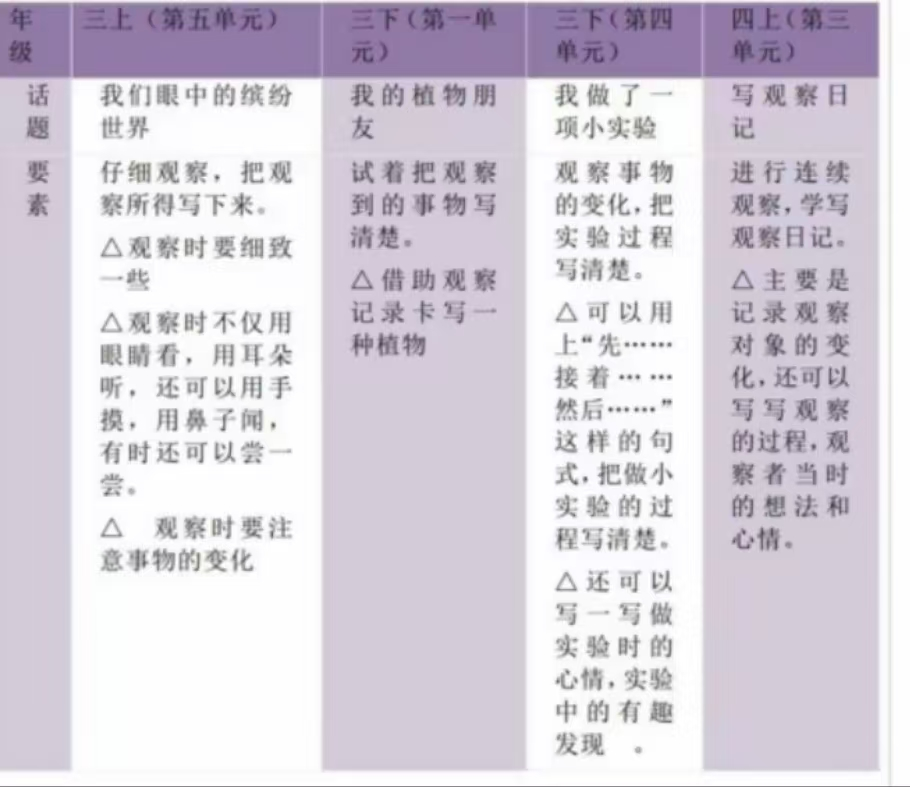 年级
三上（第五单元）
三下（第一单
元）
三下（第四
单元）
四上（第三
单元）
话
题
我们眼中的缤纷
世界
我的植物朋
友
我做了一
项小实验
写观察日
记
要
素
仔细观察，把观
察所得写下来。
△观察时要细致
一些
△观察时不仅用
眼睛看，用耳朵
听，还可以用手
摸，用鼻子闻，
有时还可以尝一
尝。
△ 观察时要注
意事物的变化
试着把观察
到的事物写
清楚。
△借助观察
记录卡写一
种植物
观察事物
的变化，把
实验过程
写清楚。
△可以用
上“先……
接着……
然后……”
这样的句
式，把做小
实验的过
程写清楚。
△还可以
写一写做
实验时的
心情，实验
中的有趣
发现 。
进行连续
观察，学写
观察日记。
△主要是
记录观察
对象的变
化，还可以
写写观察
的过程，观
察者当时
的想法和
心情。